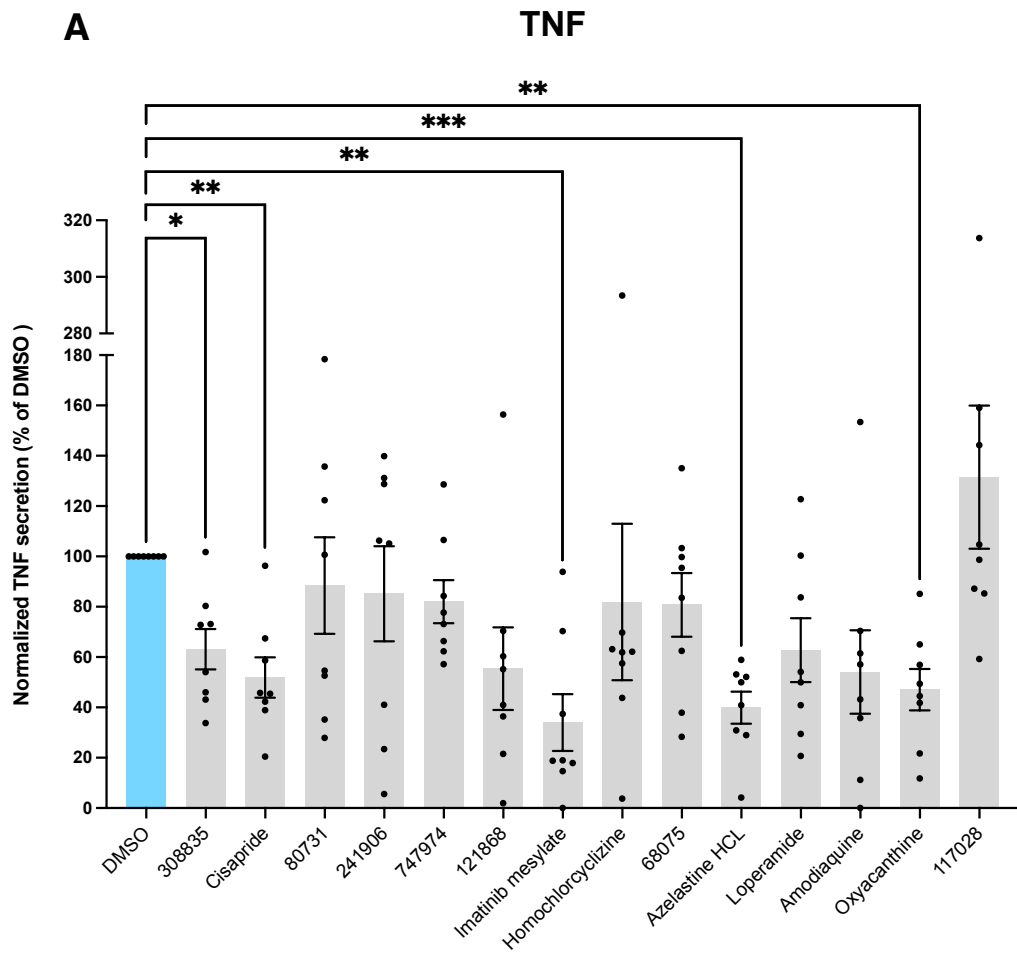 A
TNF
**
***
**
**
*
Normalized TNF secretion (% of DMSO )
320
300
280
180
160
140
120
100
80
60
40
20
0
DMSO
308835
Cisapride
80731
241906
747974
121868
Imatinib mesylate
Homochlorcyclizine
68075
Azelastine HCL
Loperamide
Amodiaquine
Oxyacanthine
117028